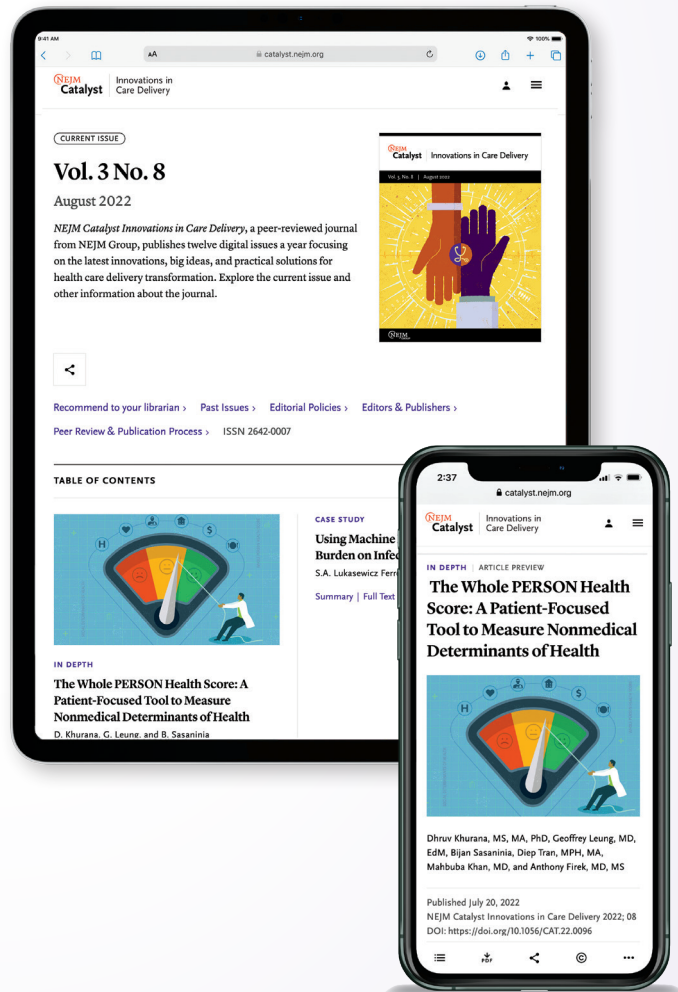 9:41 AM
100%
AA
catalyst.nejm.org
NEJM
Catalyst
Innovations in
Care Delivery
CURRENT ISSUE
Vol. 3 No. 8
August 2022
NEJM Catalyst Innovations in Care Delivery, a peer-reviewed journal
from NEJM Group, publishes twelve digital issues a year focusing
on the latest innovations, big ideas, and practical solutions for
health care delivery transformation. Explore the current issue and
other information about the journal.
NEJM
Catalyst
Innovations in Care Delivery
Vol. 3, No. 8 | August 2022
NEJM
Recommend to your librarian › Past Issues › Editorial Policies › Editors & Publishers ›
Peer Review & Publication Process › ISSN 2642-0007
TABLE OF CONTENTS
H
$
IN DEPTH
The Whole PERSON Health Score: A
Patient-Focused Tool to Measure
Nonmedical Determinants of Health
D. Khurana, G. Leung, and B. Sasaninia
CASE STUDY
Using Machine
Burden on Infec
S.A. Lukasewicz Ferr
Summary | Full Text
2:37
catalyst.nejm.org
NEJM
Catalyst
Innovations in
Care Delivery
IN DEPTH | ARTICLE PREVIEW
The Whole PERSON Health
Score: A Patient-Focused
Tool to Measure Nonmedical
Determinants of Health
H
$
Dhruv Khurana, MS, MA, PhD, Geoffrey Leung, MD,
EdM, Bijan Sasaninia, Diep Tran, MPH, MA,
Mahbuba Khan, MD, and Anthony Firek, MD, MS
Published July 20, 2022
NEJM Catalyst Innovations in Care Delivery 2022; 08
DOI: https://doi.org/10.1056/CAT.22.0096
PDF
©